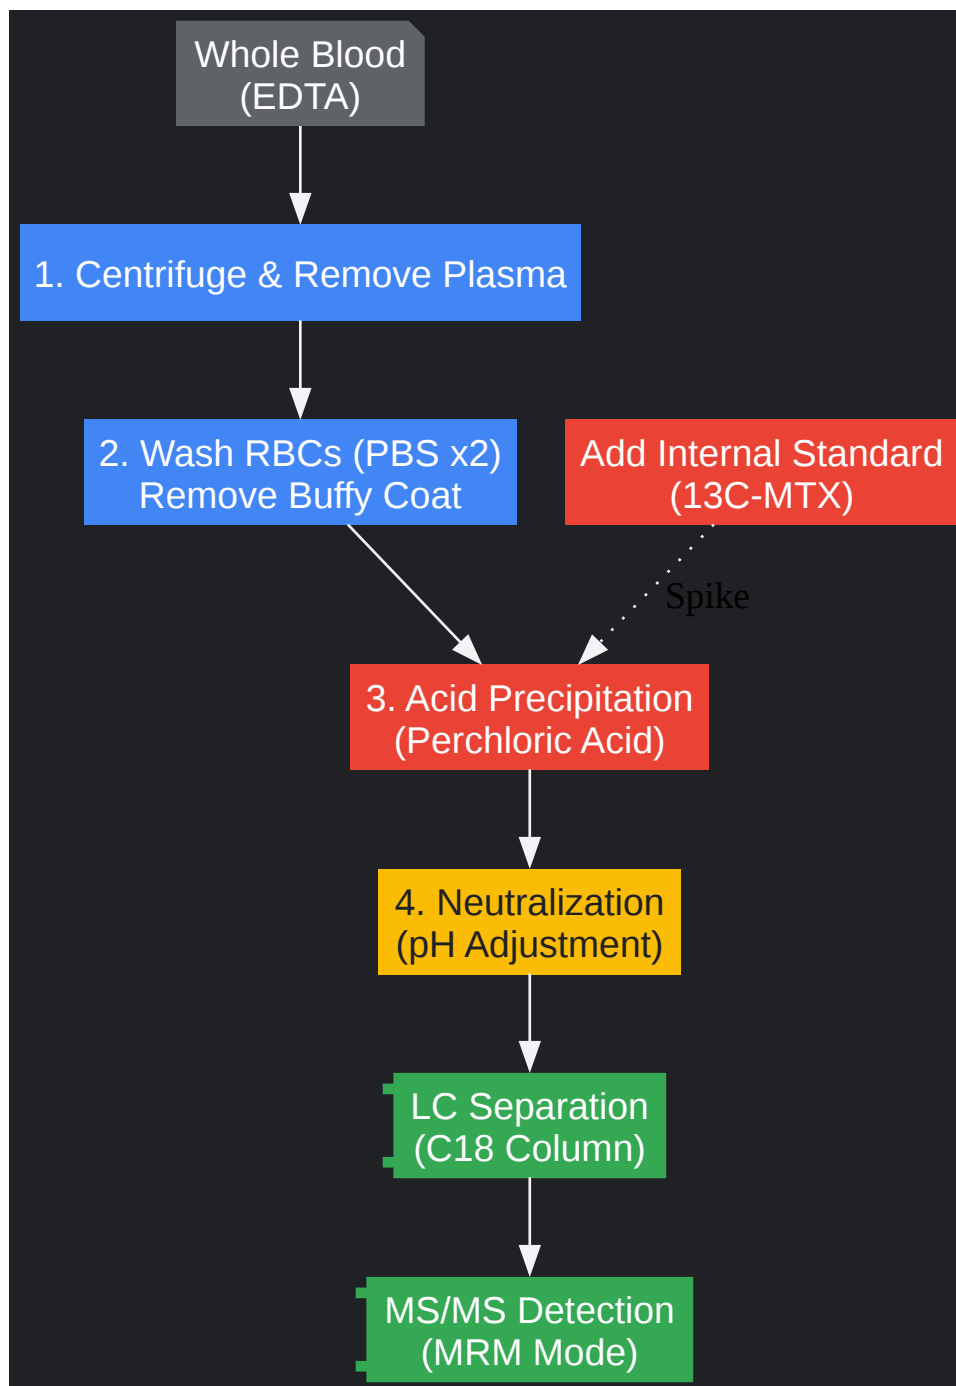 Whole Blood
(EDTA)
1. Centrifuge & Remove Plasma
2. Wash RBCs (PBS x2)
Remove Buffy Coat
Add Internal Standard
(13C-MTX)
Spike
3. Acid Precipitation
(Perchloric Acid)
4. Neutralization
(pH Adjustment)
LC Separation
(C18 Column)
MS/MS Detection
(MRM Mode)